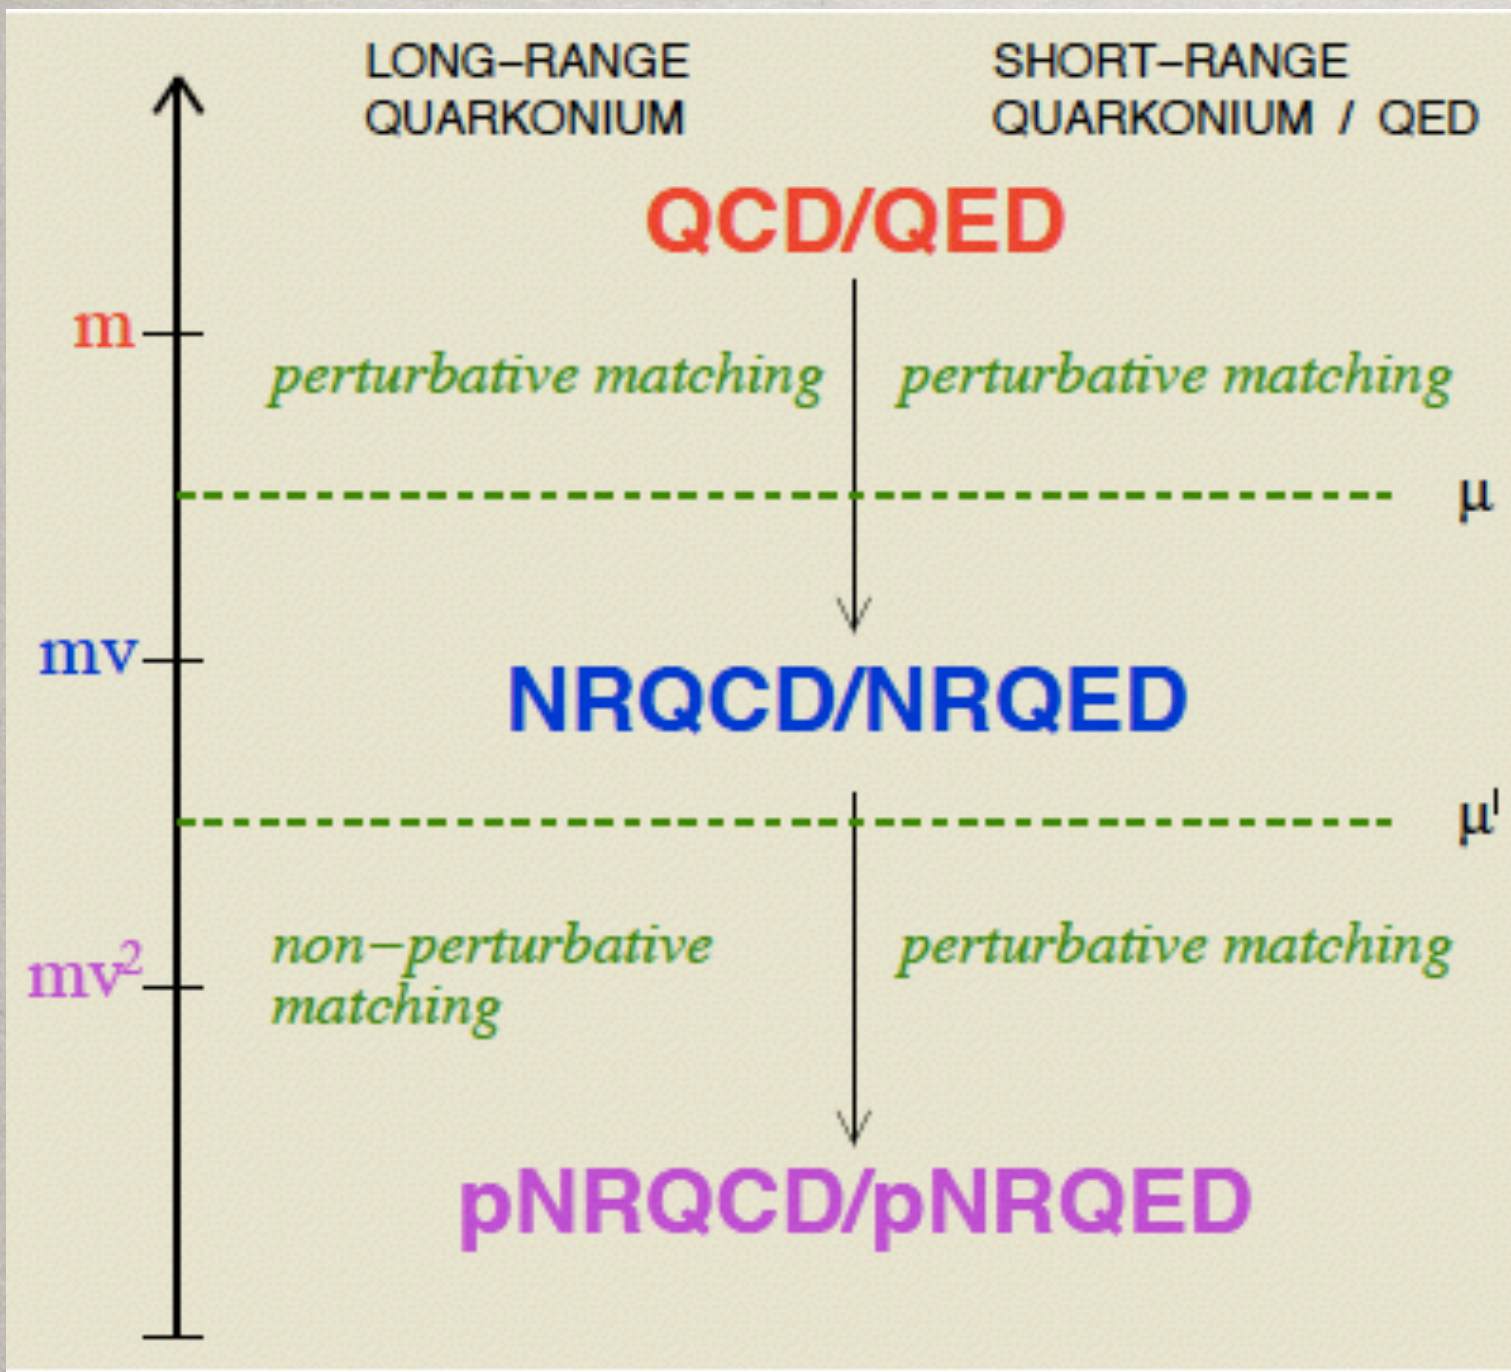 LONG–RANGE
QUARKONIUM
SHORT–RANGE
QUARKONIUM / QED
QCD/QED
m
perturbative matching
perturbative matching
μ
mv
NRQCD/NRQED
μ'
mv²
non–perturbative
matching
perturbative matching
pNRQCD/pNRQED